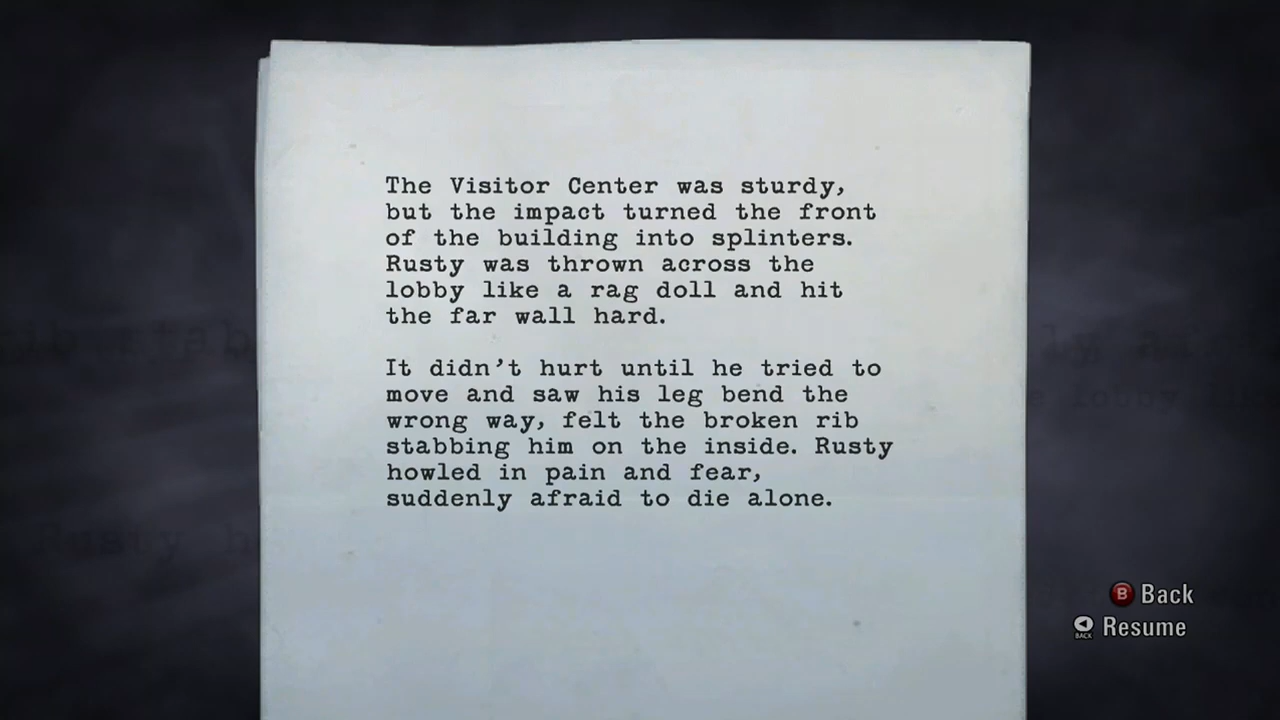 The Visitor Center was sturdy,
but the impact turned the front
of the building into splinters.
Rusty was thrown across the
lobby like a rag doll and hit
the far wall hard.
It didn't hurt until he tried to
move and saw his leg bend the
wrong way, felt the broken rib
stabbing him on the inside. Rusty
howled in pain and fear,
suddenly afraid to die alone.
B Back
BACK Resume